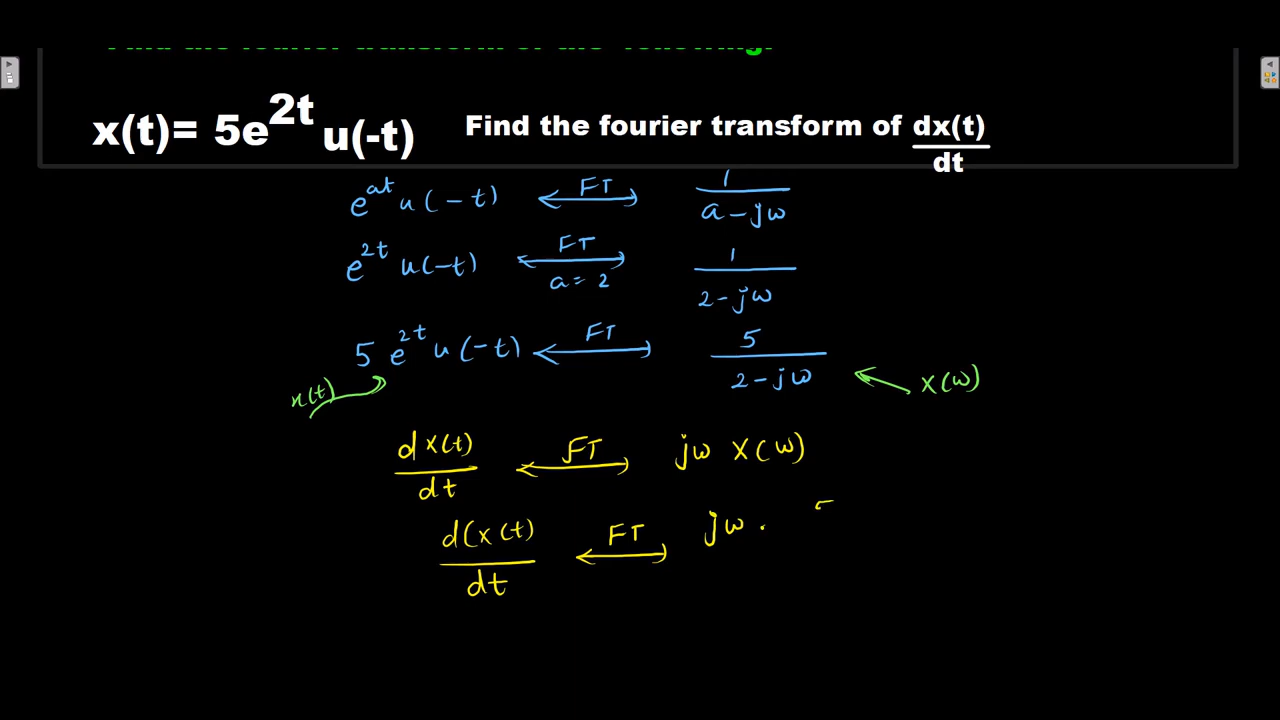 x(t)= 5e^2t u(-t) Find the fourier transform of dx(t)/dt
e^at u(-t) FT 1/(a-jω)
e^2t u(-t) FT a=2 1/(2-jω)
5 e^2t u(-t) FT 5/(2-jω)
x(t) X(ω)
dx(t)/dt FT jω X(ω)
d(x(t)/dt FT jω .